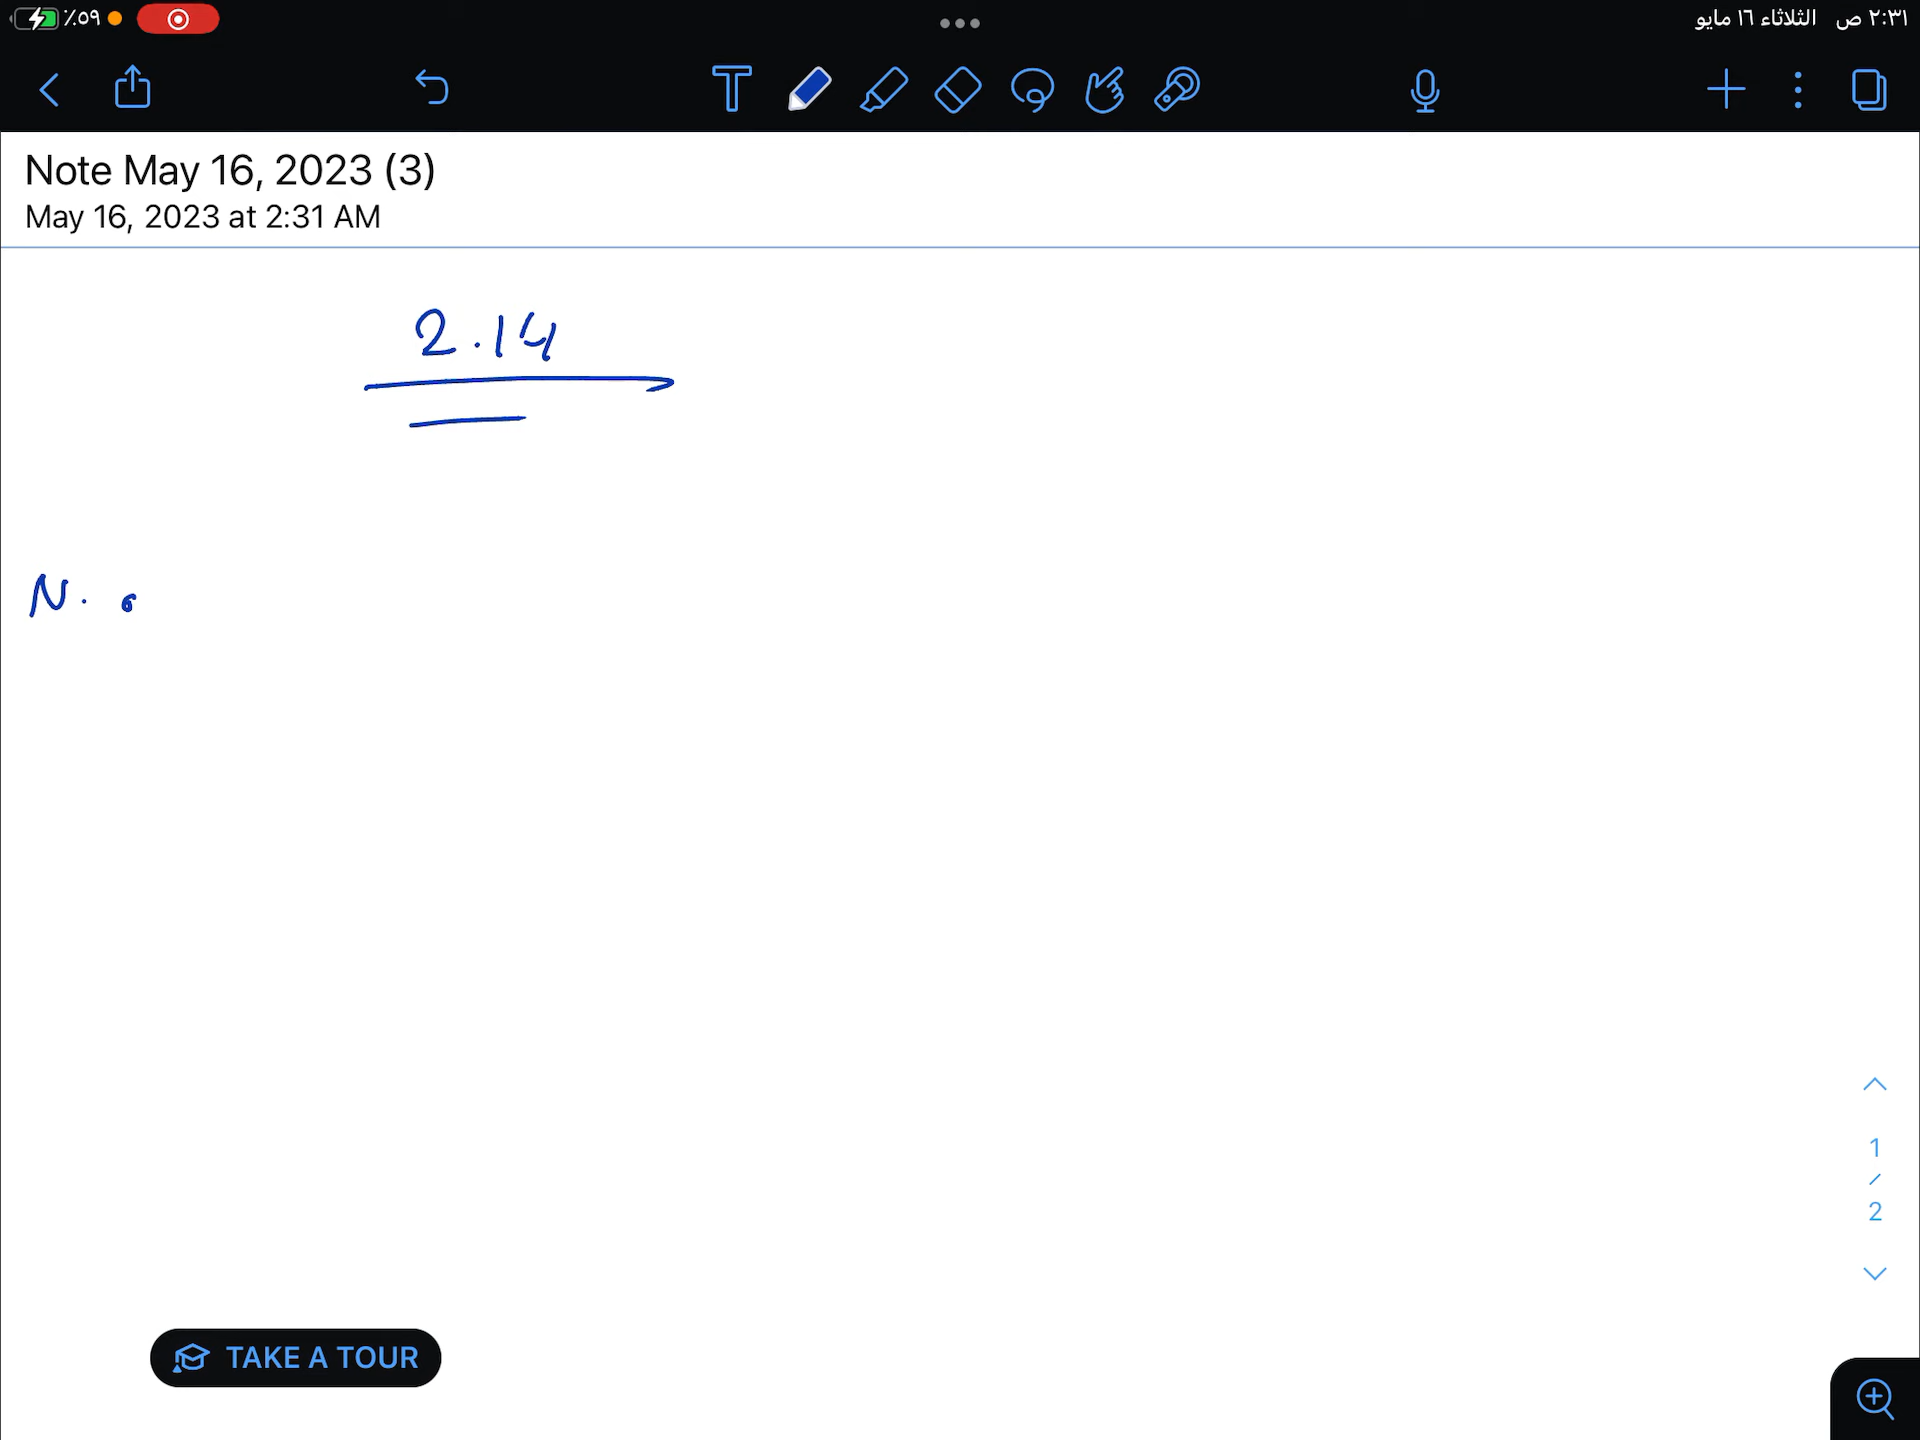 ٪٥٩ الثلاثاء ١٦ مايو ٢:٣١ ص
Note May 16, 2023 (3)
May 16, 2023 at 2:31 AM
2.14
N. o
1
/
2
TAKE A TOUR